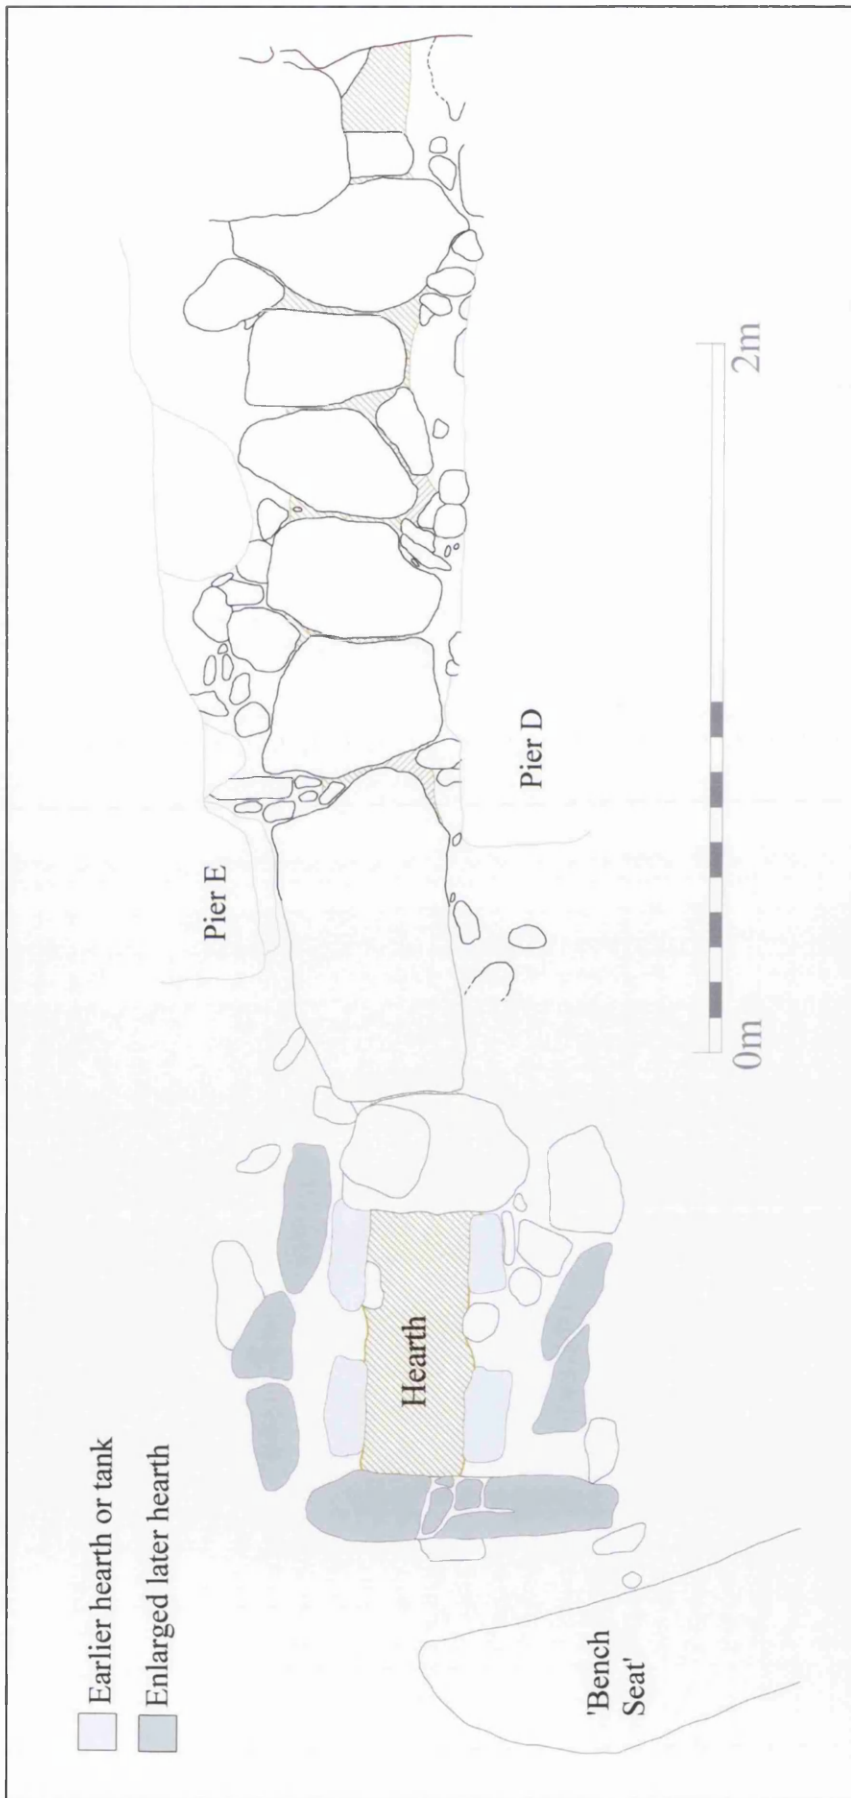 Earlier hearth or tank
Enlarged later hearth
Pier E
Pier D
Hearth
'Bench
Seat'
0m
2m